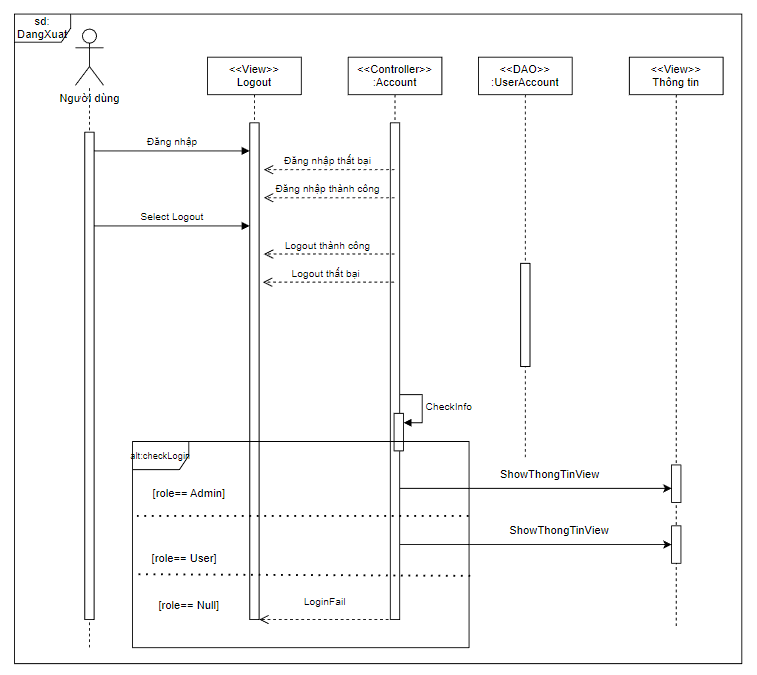 sd:
DangXuat
Người dùng
<<View>>
Logout
<<Controller>>
:Account
<<DAO>>
:UserAccount
<<View>>
Thông tin
Đăng nhập
Đăng nhập thất bại
Đăng nhập thành công
Select Logout
Logout thành công
Logout thất bại
CheckInfo
alt:checkLogin
ShowThongTinView
[role== Admin]
ShowThongTinView
[role== User]
LoginFail
[role== Null]